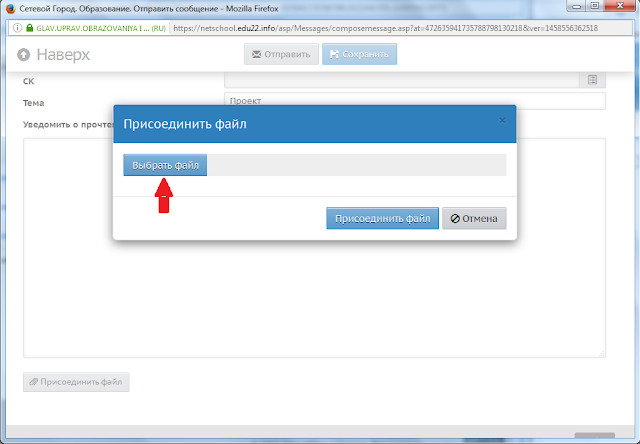 Сетевой Город. Образование. Отправить сообщение - Mozilla Firefox
GLAV.UPRAV.OBRAZOVANIYA I ... (RU) https://netschool.edu22.info/asp/Messages/composemessage.asp?at=472635941735788798130218&ver=1458556362518
Наверх Отправить Сохранить
СК
Тема Проект
Уведомить о прочте
Присоединить файл ×
Выбрать файл
Присоединить файл Отмена
Присоединить файл